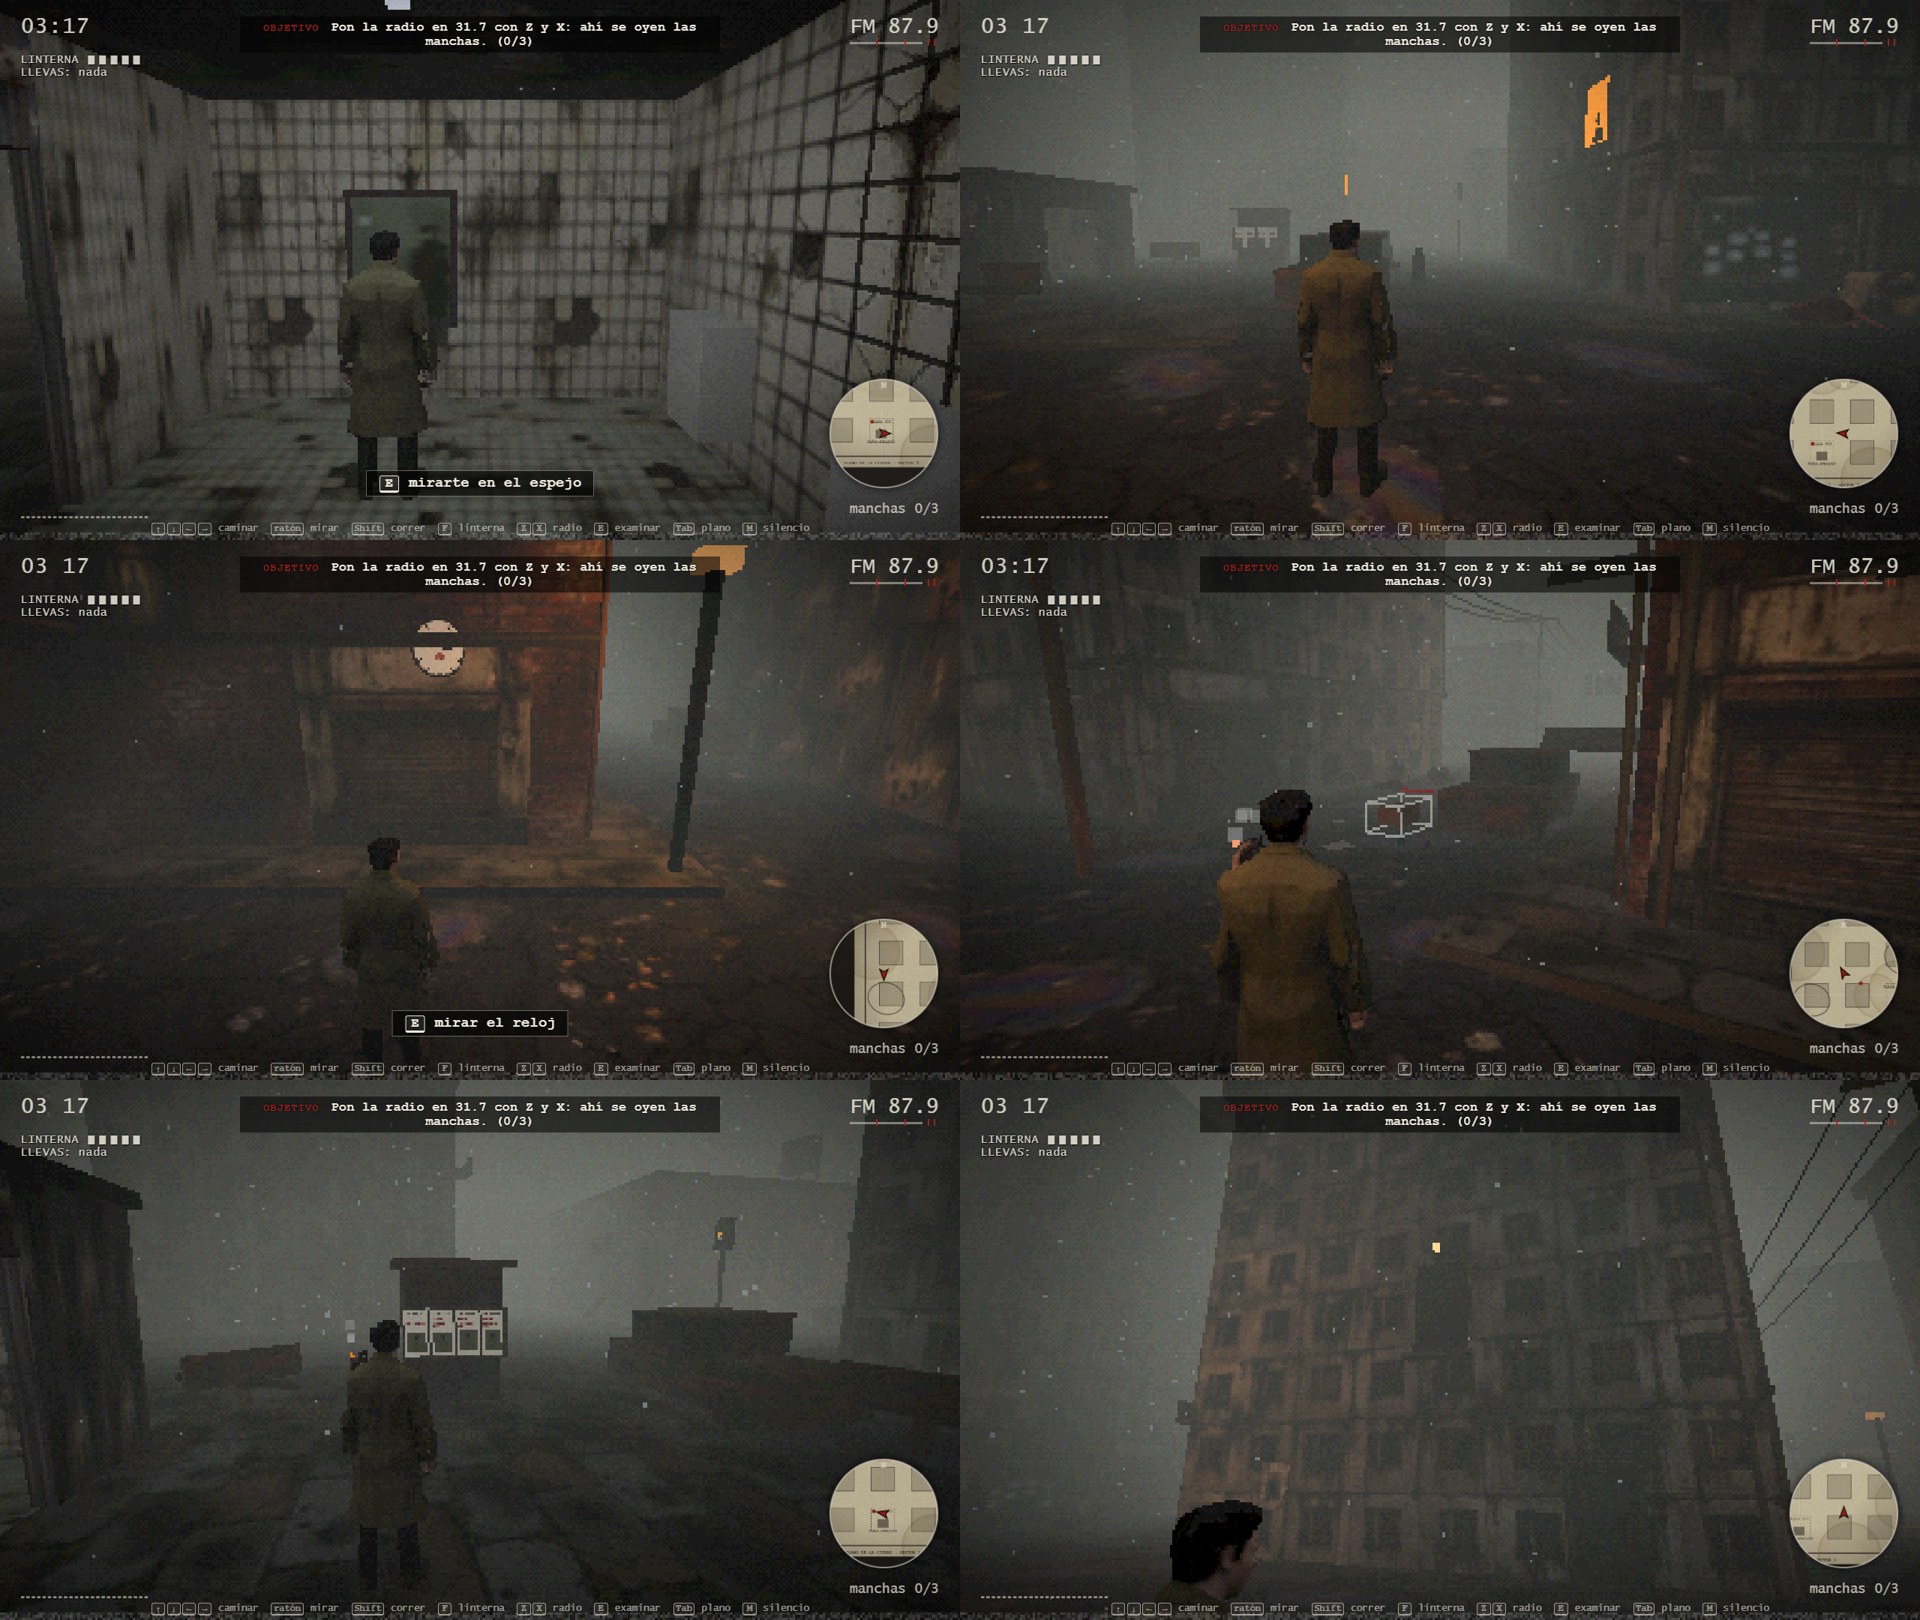 03:17
OBJETIVO Pon la radio en 31.7 con Z y X: ahí se oyen las
manchas. (0/3)
FM 87.9
LINTERNA
LLEVAS: nada
E mirarte en el espejo
manchas 0/3
↑ ↓ ← → caminar ratón mirar Shift correr F linterna Z X radio E examinar Tab plano M silencio
03 17
OBJETIVO Pon la radio en 31.7 con Z y X: ahí se oyen las
manchas. (0/3)
FM 87.9
LINTERNA
LLEVAS: nada
A
manchas 0/3
↑ ↓ ← → caminar ratón mirar Shift correr F linterna Z X radio E examinar Tab plano M silencio
03 17
OBJETIVO Pon la radio en 31.7 con Z y X: ahí se oyen las
manchas. (0/3)
FM 87.9
LINTERNA
LLEVAS: nada
E mirar el reloj
manchas 0/3
↑ ↓ ← → caminar ratón mirar Shift correr F linterna Z X radio E examinar Tab plano M silencio
03:17
OBJETIVO Pon la radio en 31.7 con Z y X: ahí se oyen las
manchas. (0/3)
FM 87.9
LINTERNA
LLEVAS: nada
manchas 0/3
↑ ↓ ← → caminar ratón mirar Shift correr F linterna Z X radio E examinar Tab plano M silencio
03 17
OBJETIVO Pon la radio en 31.7 con Z y X: ahí se oyen las
manchas. (0/3)
FM 87.9
LINTERNA
LLEVAS: nada
manchas 0/3
↑ ↓ ← → caminar ratón mirar Shift correr F linterna Z X radio E examinar Tab plano M silencio
03 17
OBJETIVO Pon la radio en 31.7 con Z y X: ahí se oyen las
manchas. (0/3)
FM 87.9
LINTERNA
LLEVAS: nada
manchas 0/3
↑ ↓ ← → caminar ratón mirar Shift correr F linterna Z X radio E examinar Tab plano M silencio